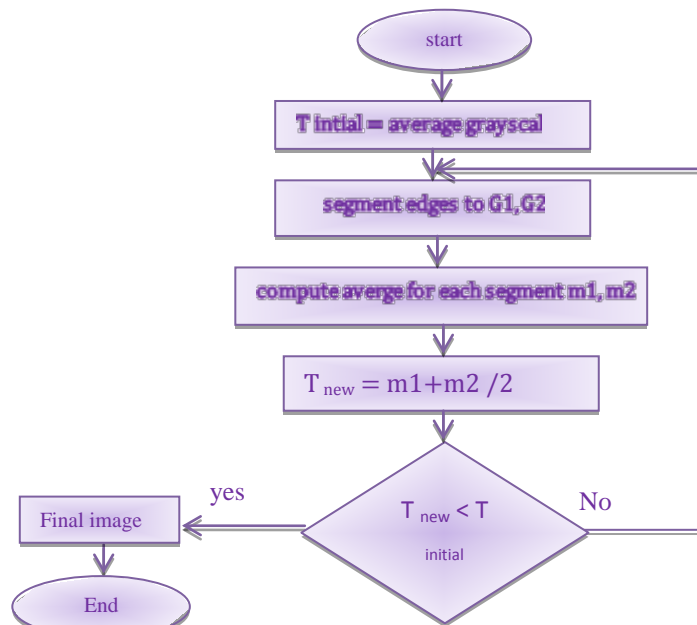 start
T intial = average grayscal
segment edges to G1,G2
compute averge for each segment m1, m2
T new = m1+m2 /2
T new < T
initial
yes
No
Final image
End